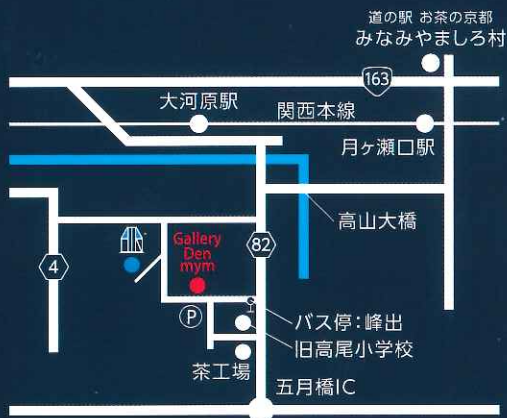 道の駅 お茶の京都
みなみやましろ村
163
大河原駅
関西本線
月ヶ瀬口駅
高山大橋
AIR
Gallery
Den
mym
82
4
P
バス停：峰出
旧高尾小学校
茶工場
五月橋IC